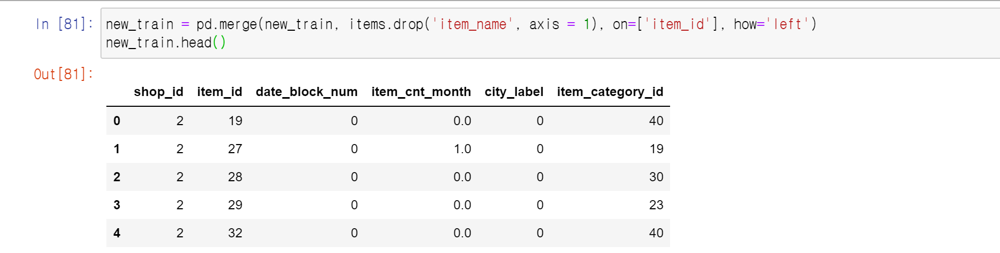 In [81]: new_train = pd.merge(new_train, items.drop('item_name', axis = 1), on=['item_id'], how='left')
new_train.head()
Out[81]:
shop_id item_id date_block_num item_cnt_month city_label item_category_id
0 2 19 0 0.0 0 40
1 2 27 0 1.0 0 19
2 2 28 0 0.0 0 30
3 2 29 0 0.0 0 23
4 2 32 0 0.0 0 40